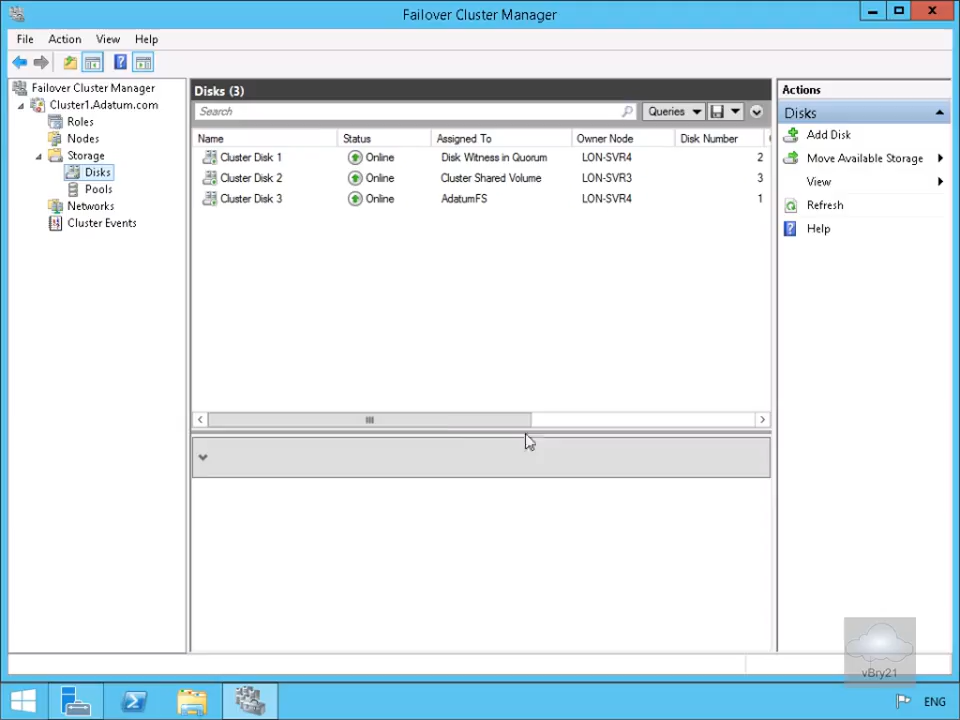 Failover Cluster Manager
File Action View Help
Failover Cluster Manager
Cluster1.Adatum.com
Roles
Nodes
Storage
Disks
Pools
Networks
Cluster Events
Disks (3)
Search
Queries
Name Status Assigned To Owner Node Disk Number
Cluster Disk 1 Online Disk Witness in Quorum LON-SVR4 2
Cluster Disk 2 Online Cluster Shared Volume LON-SVR3 3
Cluster Disk 3 Online AdatumFS LON-SVR4 1
Actions
Disks
Add Disk
Move Available Storage
View
Refresh
Help
vBry21
ENG